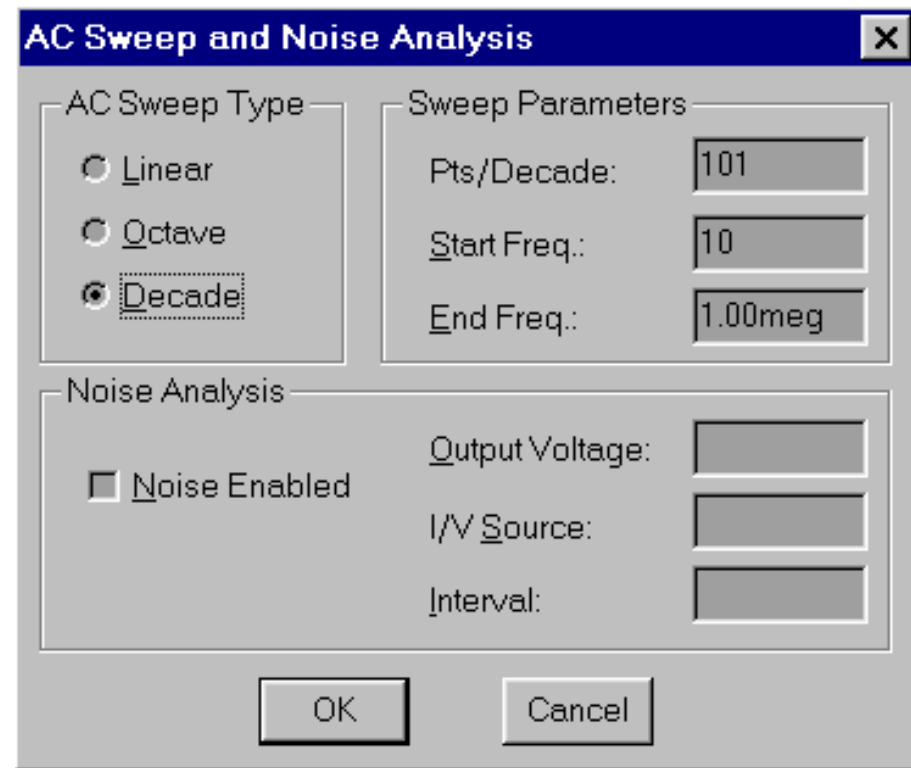 AC Sweep and Noise Analysis
AC Sweep Type
Linear
Octave
Decade
Sweep Parameters
Pts/Decade: 101
Start Freq.: 10
End Freq.: 1.00meg
Noise Analysis
Noise Enabled
Output Voltage:
I/V Source:
Interval:
OK
Cancel